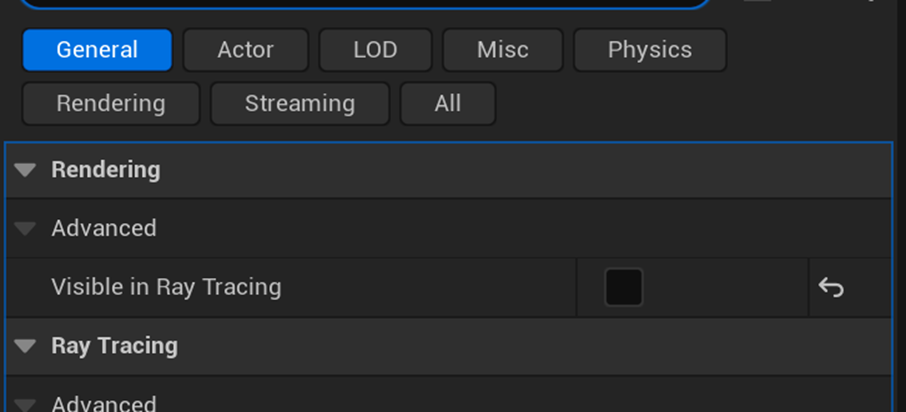 General Actor LOD Misc Physics
Rendering Streaming All
Rendering
Advanced
Visible in Ray Tracing
Ray Tracing
Advanced